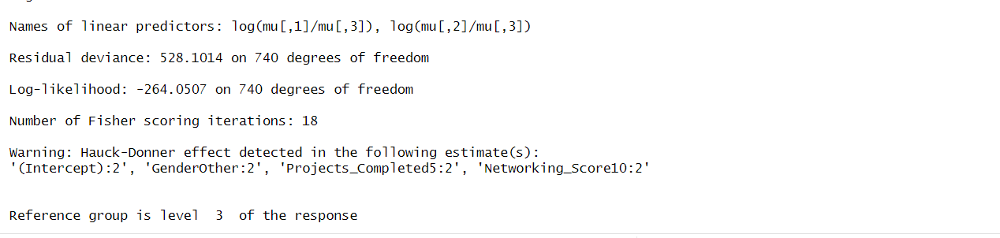 Names of linear predictors: log(mu[,1]/mu[,3]), log(mu[,2]/mu[,3])
Residual deviance: 528.1014 on 740 degrees of freedom
Log-likelihood: -264.0507 on 740 degrees of freedom
Number of Fisher scoring iterations: 18
Warning: Hauck-Donner effect detected in the following estimate(s):
'(Intercept):2', 'GenderOther:2', 'Projects_Completed5:2', 'Networking_Score10:2'
Reference group is level  3  of the response